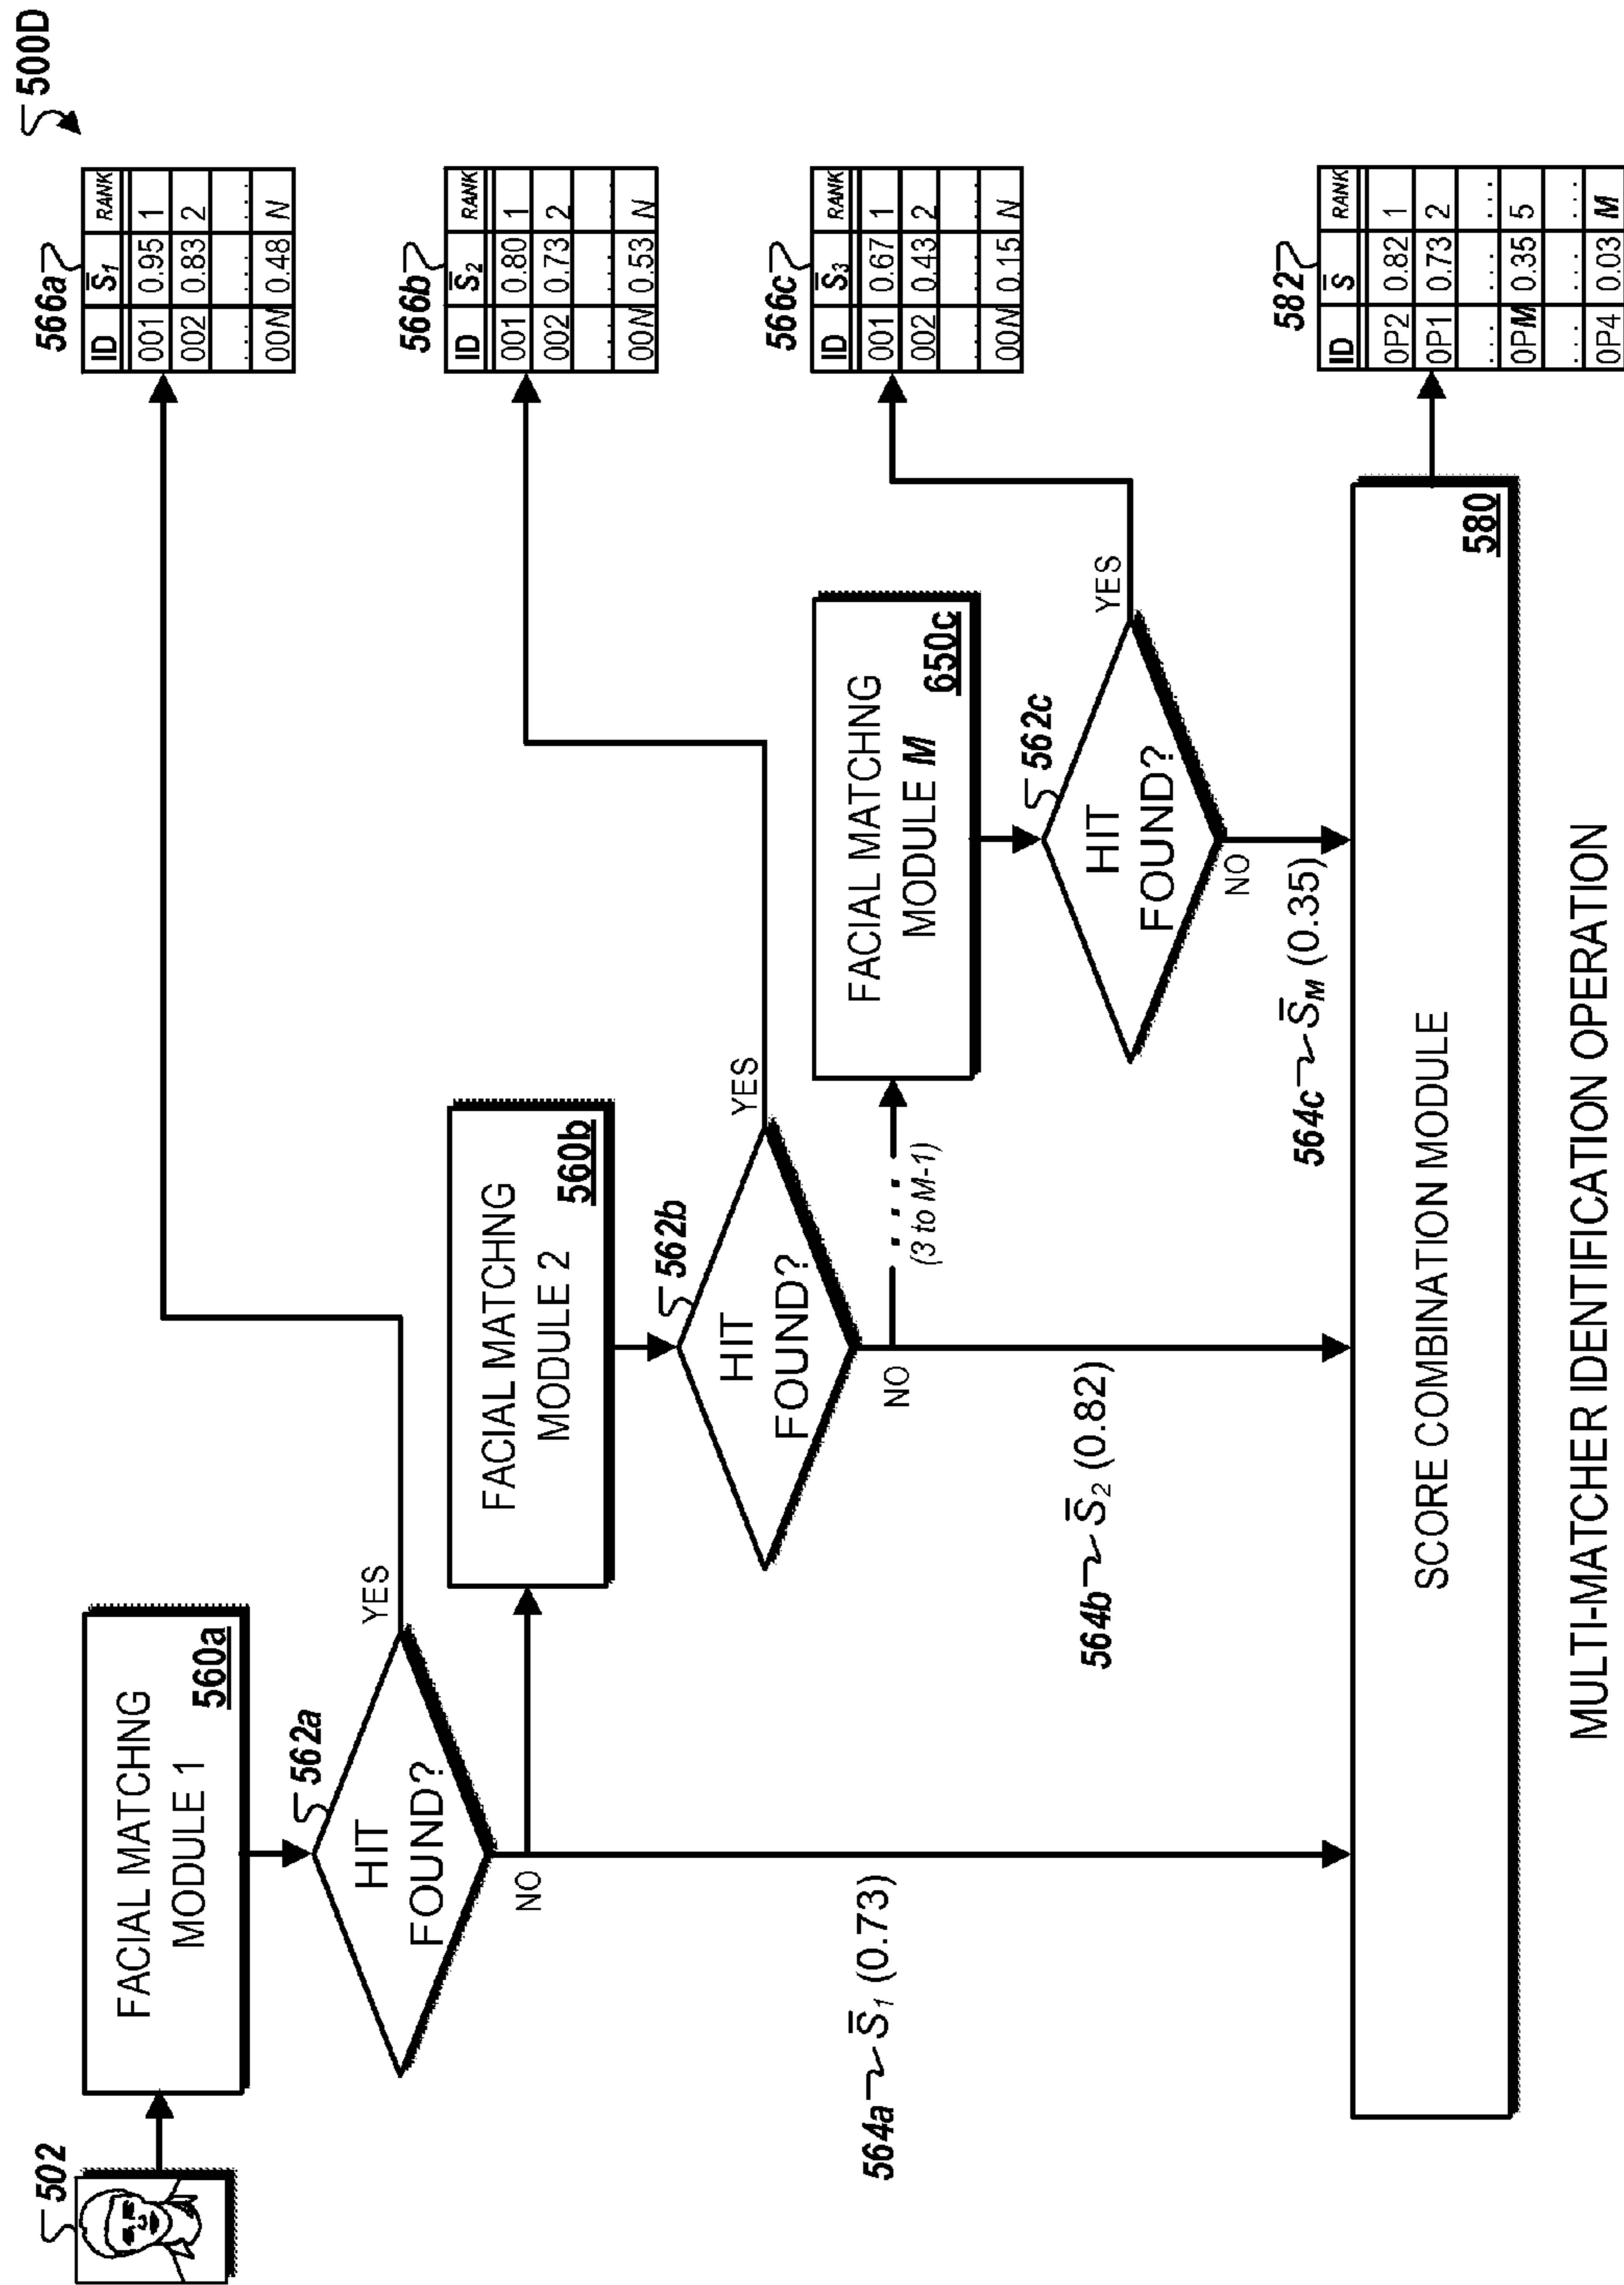 500D
502
FACIAL MATCHNG
MODULE 1
560a
562a
HIT
FOUND?
YES
NO
566a
ID S̅1 RANK
001 0.95 1
002 0.83 2
... ... ...
00N 0.48 N
FACIAL MATCHNG
MODULE 2
560b
562b
HIT
FOUND?
YES
NO
566b
ID S̅2 RANK
001 0.80 1
002 0.73 2
... ... ...
00N 0.53 N
(3 to M-1)
FACIAL MATCHNG
MODULE M
650c
562c
HIT
FOUND?
YES
NO
566c
ID S̅3 RANK
001 0.67 1
002 0.43 2
... ... ...
00N 0.15 N
564a S̅1 (0.73)
564b S̅2 (0.82)
564c S̅M (0.35)
SCORE COMBINATION MODULE
580
582
ID S̅ RANK
0P2 0.82 1
0P1 0.73 2
... ... ...
0PM 0.35 5
... ... ...
0P4 0.03 M
MULTI-MATCHER IDENTIFICATION OPERATION